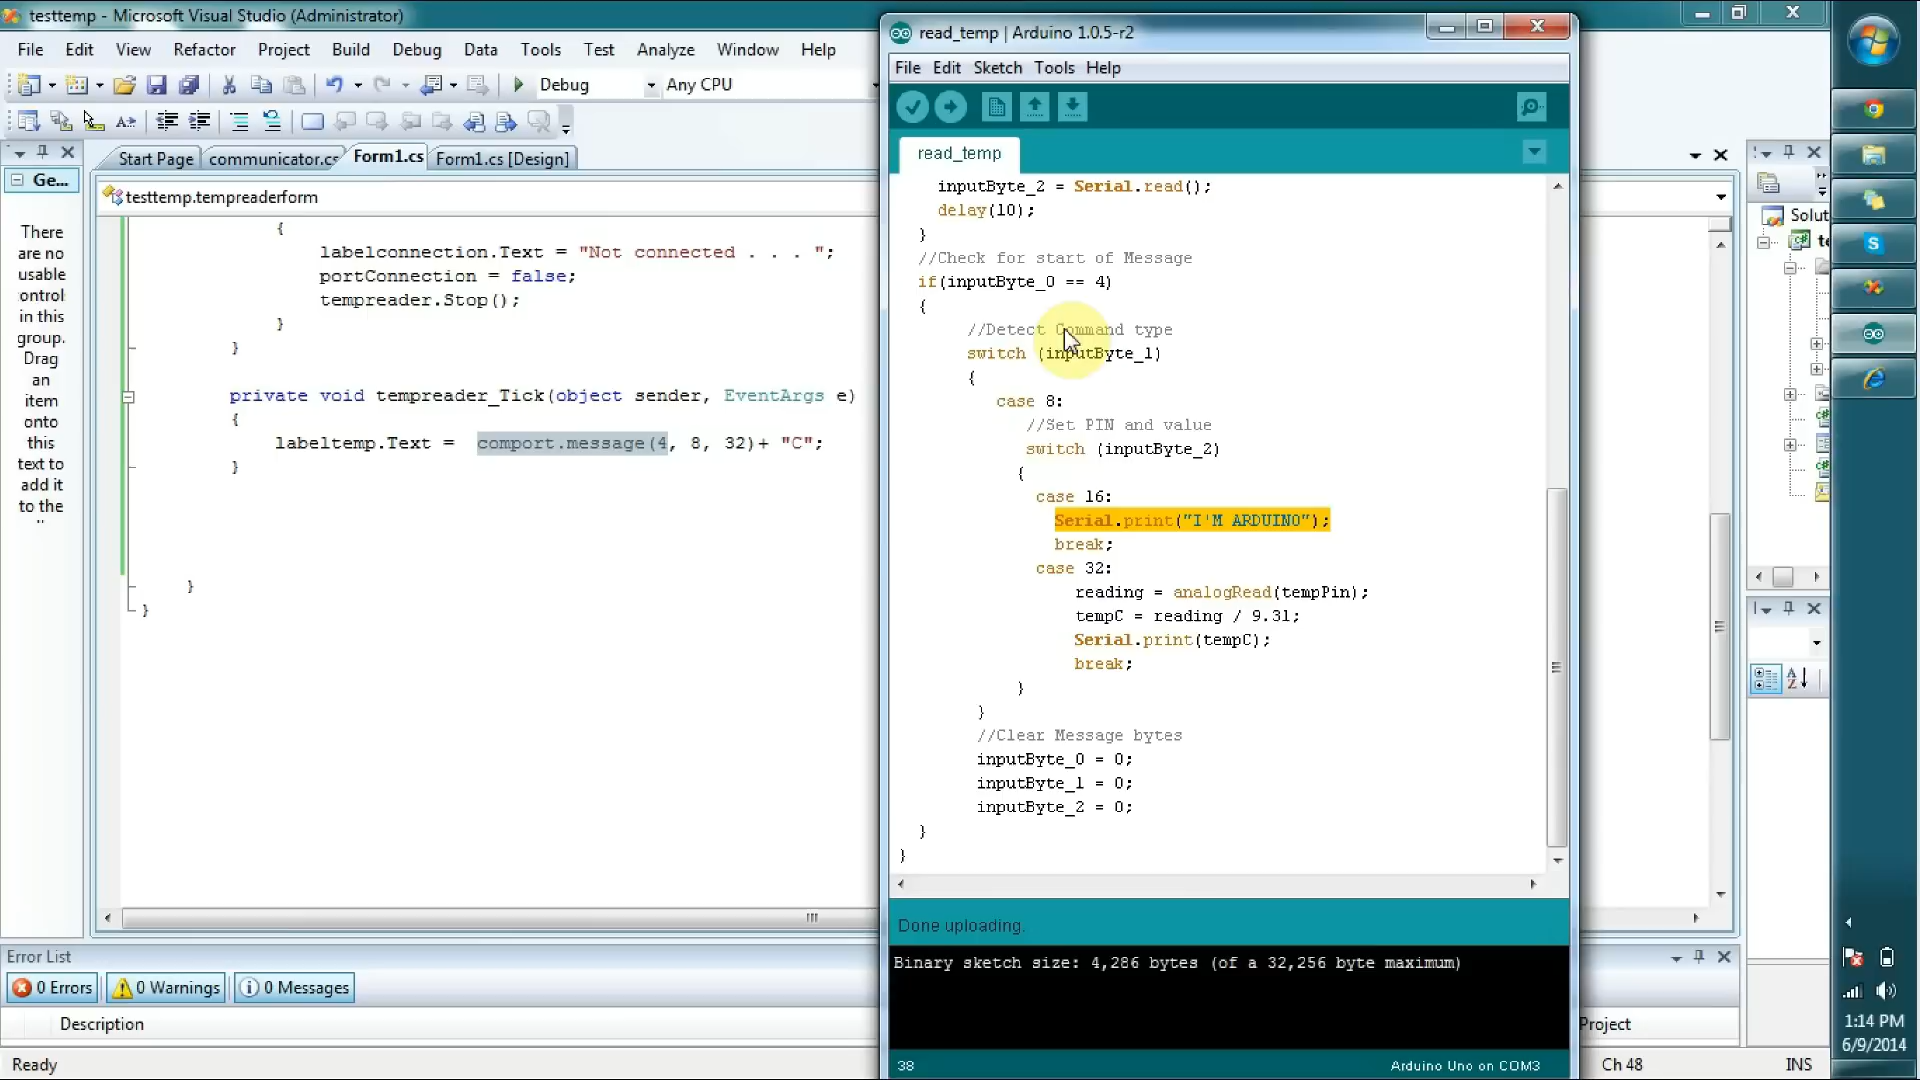 testtemp - Microsoft Visual Studio (Administrator)
File Edit View Refactor Project Build Debug Data Tools Test Analyze Window Help
Debug Any CPU
Start Page communicator.cs Form1.cs Form1.cs [Design]
Ge...
testtemp.tempreaderform
There
are no
usable
ontrol:
in this
group.
Drag
an
item
onto
this
text to
add it
to the
{
labelconnection.Text = "Not connected . . . ";
portConnection = false;
tempreader.Stop();
}
}
private void tempreader_Tick(object sender, EventArgs e)
{
labeltemp.Text =  comport.message(4, 8, 32)+ "C";
}
}
}
Error List
0 Errors 0 Warnings 0 Messages
Description
Ready
read_temp | Arduino 1.0.5-r2
File Edit Sketch Tools Help
read_temp
inputByte_2 = Serial.read();
delay(10);
}
//Check for start of Message
if(inputByte_0 == 4)
{
//Detect Command type
switch (inputByte_1)
{
case 8:
//Set PIN and value
switch (inputByte_2)
{
case 16:
Serial.print("I'M ARDUINO");
break;
case 32:
reading = analogRead(tempPin);
tempC = reading / 9.31;
Serial.print(tempC);
break;
}
}
//Clear Message bytes
inputByte_0 = 0;
inputByte_1 = 0;
inputByte_2 = 0;
}
}
Done uploading.
Binary sketch size: 4,286 bytes (of a 32,256 byte maximum)
38 Arduino Uno on COM3
Solut
te
Project
Ch 48 INS
1:14 PM
6/9/2014